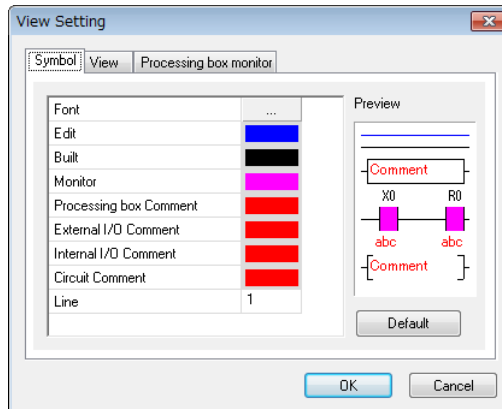 View Setting
Symbol View Processing box monitor
Font ...
Edit
Built
Monitor
Processing box Comment
External I/O Comment
Internal I/O Comment
Circuit Comment
Line 1
Preview
Comment
X0 R0
abc abc
Comment
Default
OK Cancel